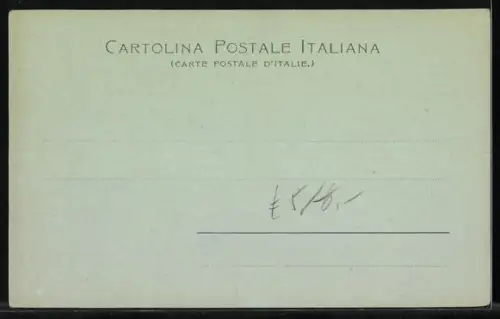 CARTOLINA POSTALE ITALIANA
(CARTE POSTALE D'ITALIE.)